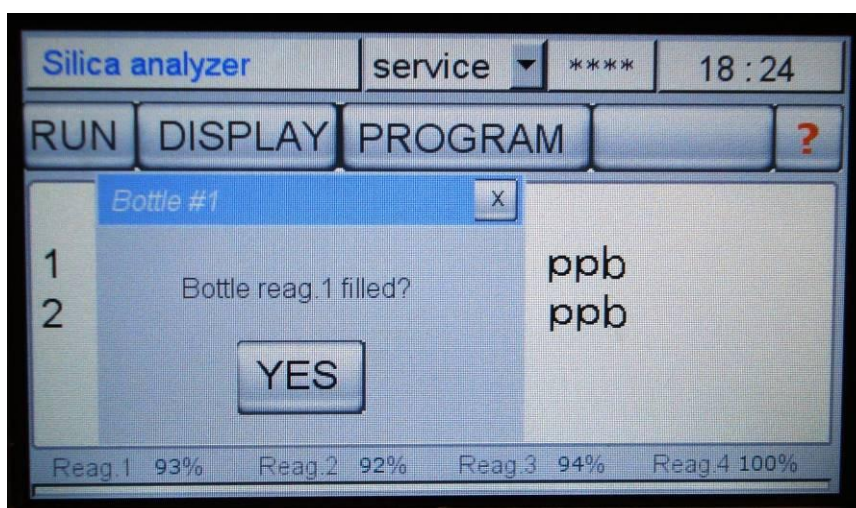 Silica analyzer service **** 18 : 24
RUN DISPLAY PROGRAM ?
Bottle #1 X
1 ppb
Bottle reag.1 filled?
2 ppb
YES
Reag.1 93% Reag.2 92% Reag.3 94% Reag.4 100%